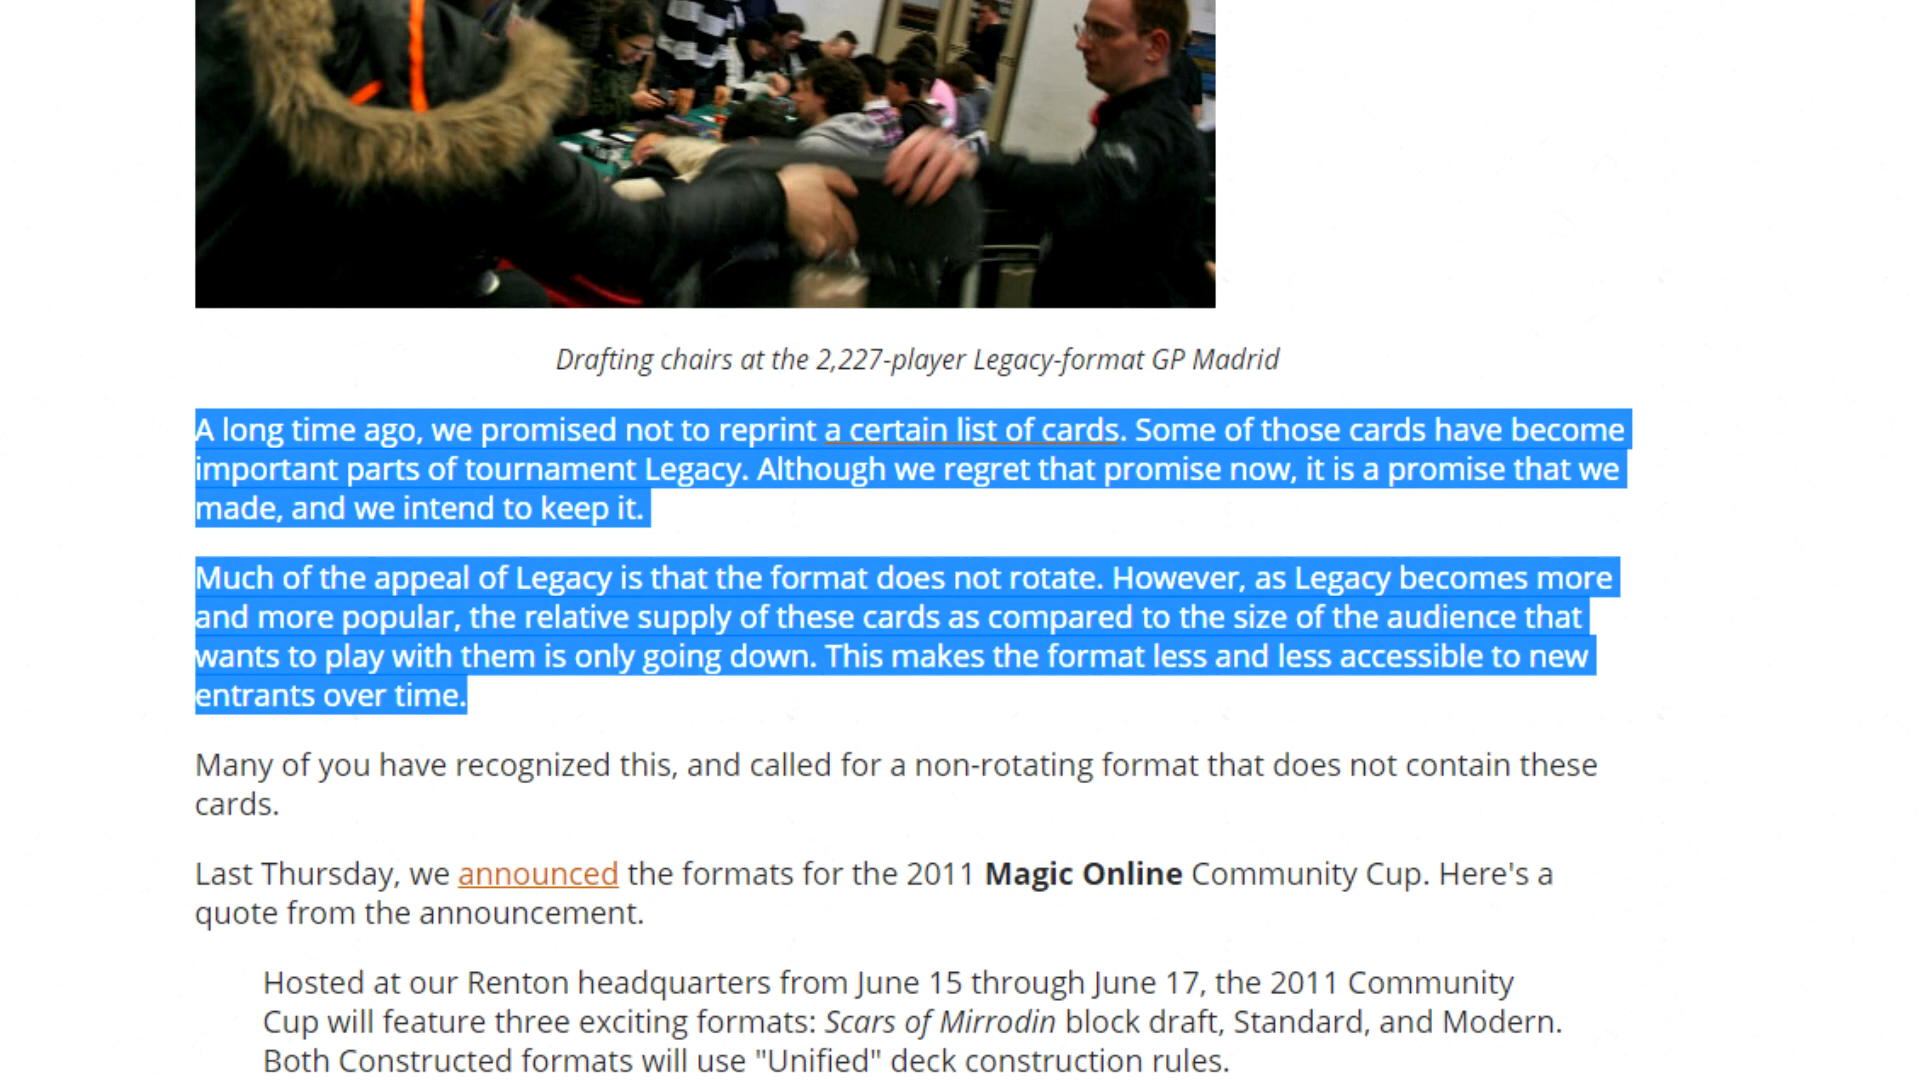 Drafting chairs at the 2,227-player Legacy-format GP Madrid
A long time ago, we promised not to reprint a certain list of cards. Some of those cards have become
important parts of tournament Legacy. Although we regret that promise now, it is a promise that we
made, and we intend to keep it.
Much of the appeal of Legacy is that the format does not rotate. However, as Legacy becomes more
and more popular, the relative supply of these cards as compared to the size of the audience that
wants to play with them is only going down. This makes the format less and less accessible to new
entrants over time.
Many of you have recognized this, and called for a non-rotating format that does not contain these
cards.
Last Thursday, we announced the formats for the 2011 Magic Online Community Cup. Here's a
quote from the announcement.
Hosted at our Renton headquarters from June 15 through June 17, the 2011 Community
Cup will feature three exciting formats: Scars of Mirrodin block draft, Standard, and Modern.
Both Constructed formats will use "Unified" deck construction rules.